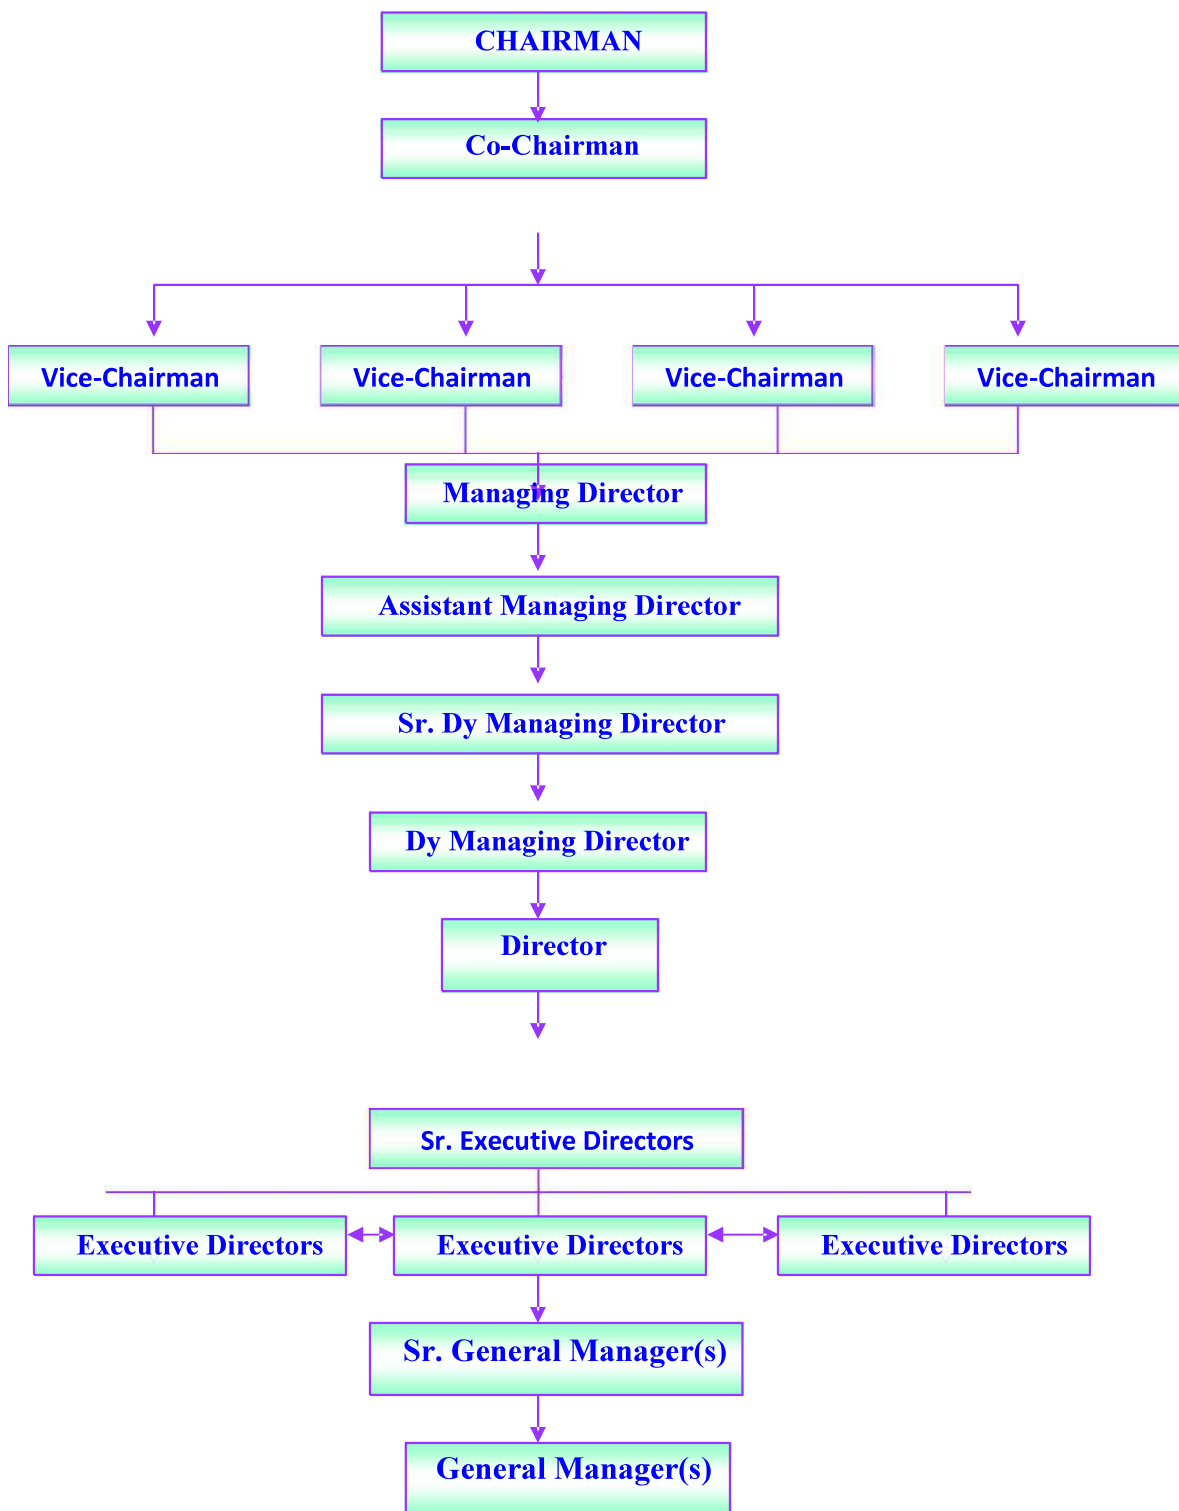 CHAIRMAN
Co-Chairman
Vice-Chairman Vice-Chairman Vice-Chairman Vice-Chairman
Managing Director
Assistant Managing Director
Sr. Dy Managing Director
Dy Managing Director
Director
Sr. Executive Directors
Executive Directors Executive Directors Executive Directors
Sr. General Manager(s)
General Manager(s)